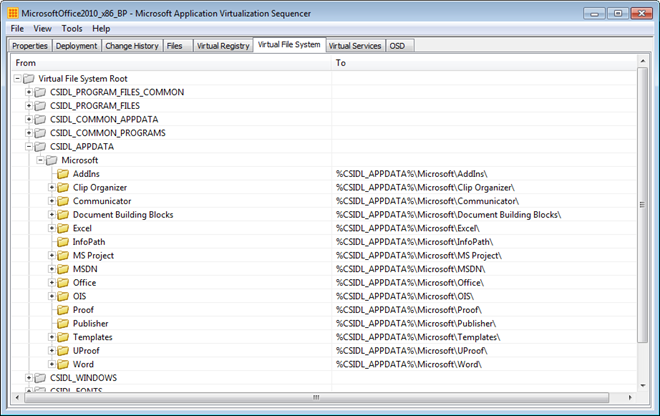 MicrosoftOffice2010_x86_BP - Microsoft Application Virtualization Sequencer
File View Tools Help
Properties Deployment Change History Files Virtual Registry Virtual File System Virtual Services OSD
From To
Virtual File System Root
CSIDL_PROGRAM_FILES_COMMON
CSIDL_PROGRAM_FILES
CSIDL_COMMON_APPDATA
CSIDL_COMMON_PROGRAMS
CSIDL_APPDATA
Microsoft
AddIns %CSIDL_APPDATA%\Microsoft\AddIns\
Clip Organizer %CSIDL_APPDATA%\Microsoft\Clip Organizer\
Communicator %CSIDL_APPDATA%\Microsoft\Communicator\
Document Building Blocks %CSIDL_APPDATA%\Microsoft\Document Building Blocks\
Excel %CSIDL_APPDATA%\Microsoft\Excel\
InfoPath %CSIDL_APPDATA%\Microsoft\InfoPath\
MS Project %CSIDL_APPDATA%\Microsoft\MS Project\
MSDN %CSIDL_APPDATA%\Microsoft\MSDN\
Office %CSIDL_APPDATA%\Microsoft\Office\
OIS %CSIDL_APPDATA%\Microsoft\OIS\
Proof %CSIDL_APPDATA%\Microsoft\Proof\
Publisher %CSIDL_APPDATA%\Microsoft\Publisher\
Templates %CSIDL_APPDATA%\Microsoft\Templates\
UProof %CSIDL_APPDATA%\Microsoft\UProof\
Word %CSIDL_APPDATA%\Microsoft\Word\
CSIDL_WINDOWS
CSIDL_FONTS